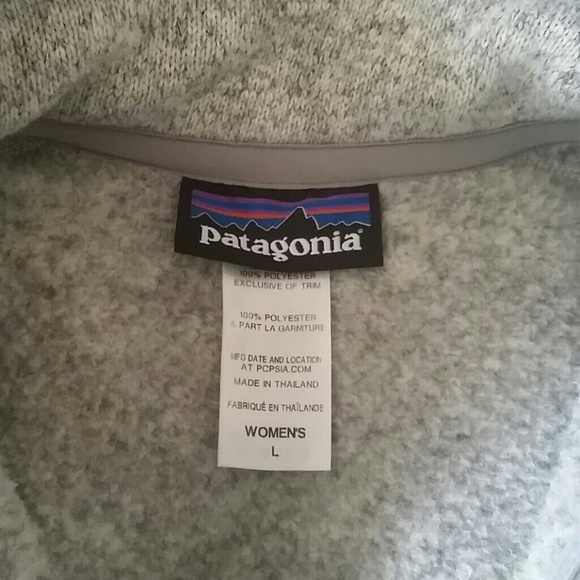 patagonia®
100% POLYESTER
EXCLUSIVE OF TRIM
100% POLYESTER
A PART LA GARNITURE
MFG DATE AND LOCATION
AT PCPSIA.COM
MADE IN THAILAND
FABRIQUÉ EN THAÏLANDE
WOMEN'S
L